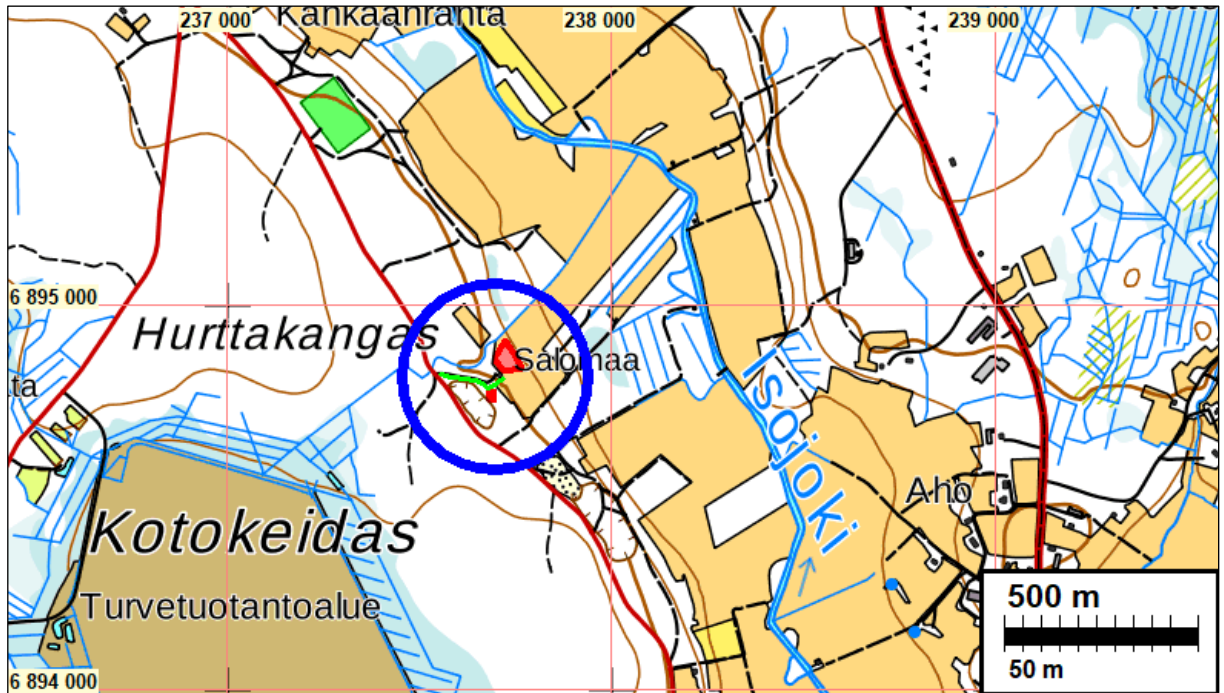 237 000
Kankaanranta
238 000
239 000
6 895 000
Hurttakangas
Salomaa
ta
Isojoki
Aho
Kotokeidas
Turvetuotantoalue
500 m
50 m
6 894 000